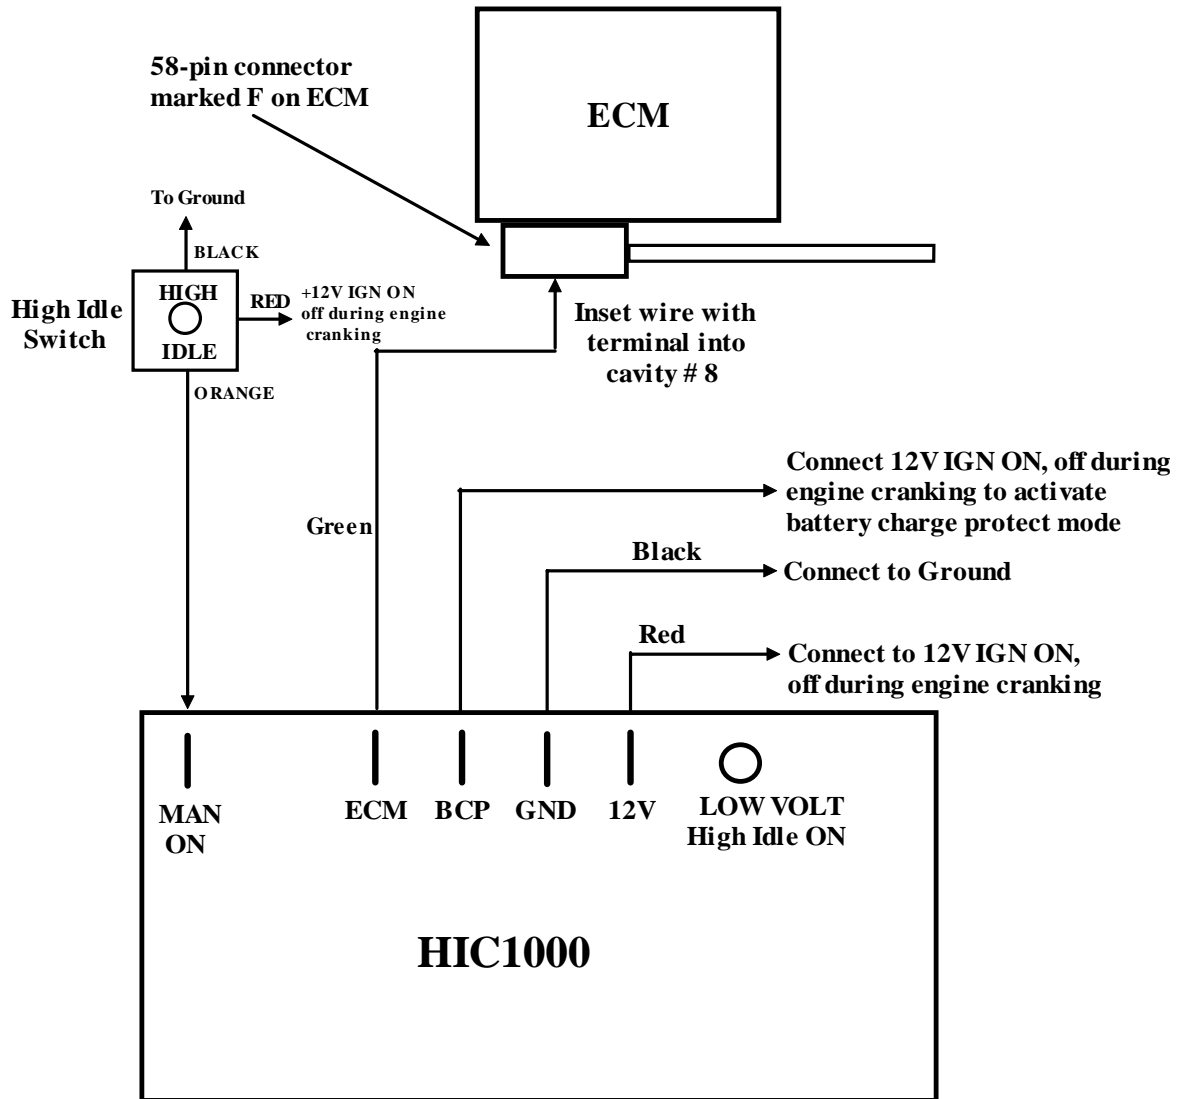 58-pin connector
marked F on ECM
ECM
To Ground
BLACK
High Idle
Switch
HIGH
IDLE
RED
+12V IGN ON
off during engine
cranking
ORANGE
Inset wire with
terminal into
cavity # 8
Green
Connect 12V IGN ON, off during
engine cranking to activate
battery charge protect mode
Black
Connect to Ground
Red
Connect to 12V IGN ON,
off during engine cranking
MAN
ON
ECM
BCP
GND
12V
LOW VOLT
High Idle ON
HIC1000